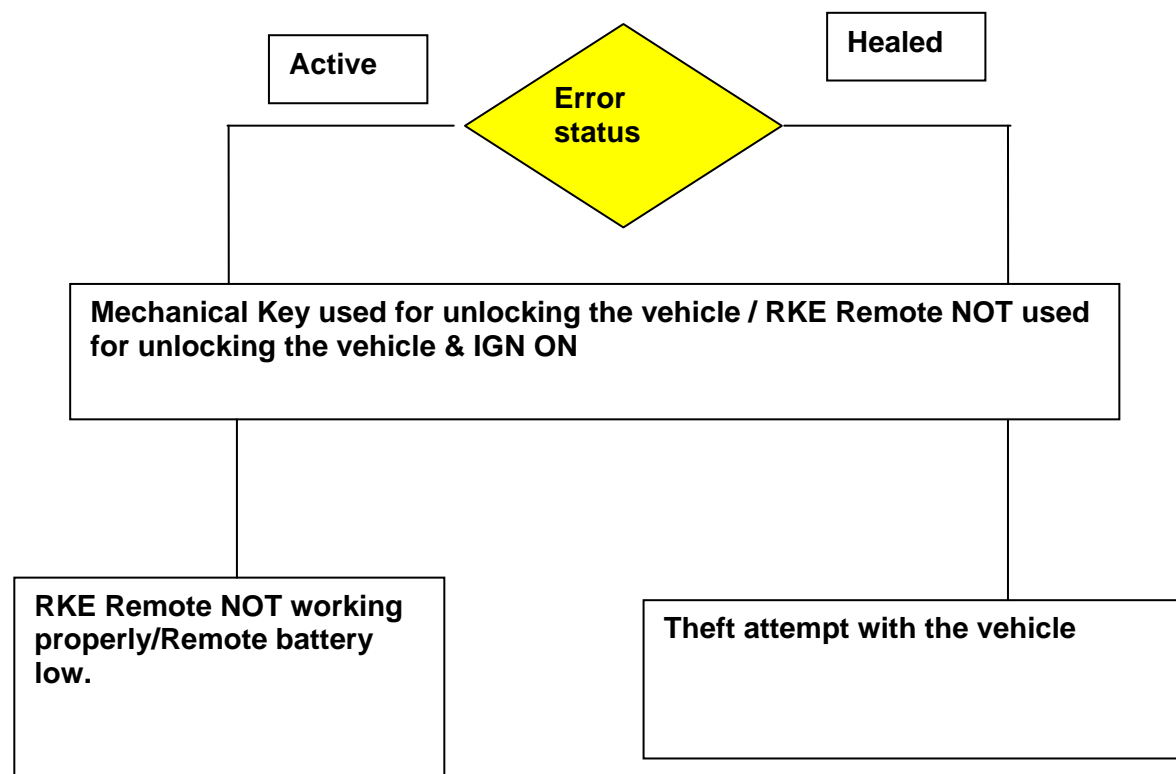 Active
Error
status
Healed
Mechanical Key used for unlocking the vehicle / RKE Remote NOT used
for unlocking the vehicle & IGN ON
RKE Remote NOT working
properly/Remote battery
low.
Theft attempt with the vehicle